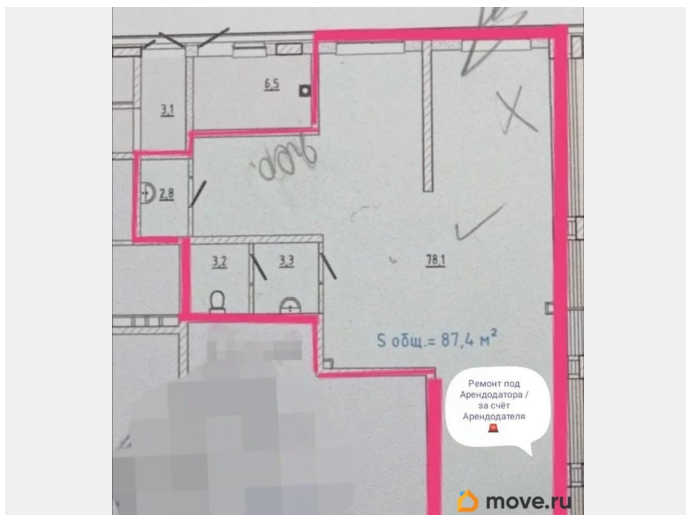 6,5
3,1
2,8
3,2
3,3
78,1
S общ.= 87,4 м²
Ремонт под
Арендодатора /
за счёт
Арендодателя
move.ru